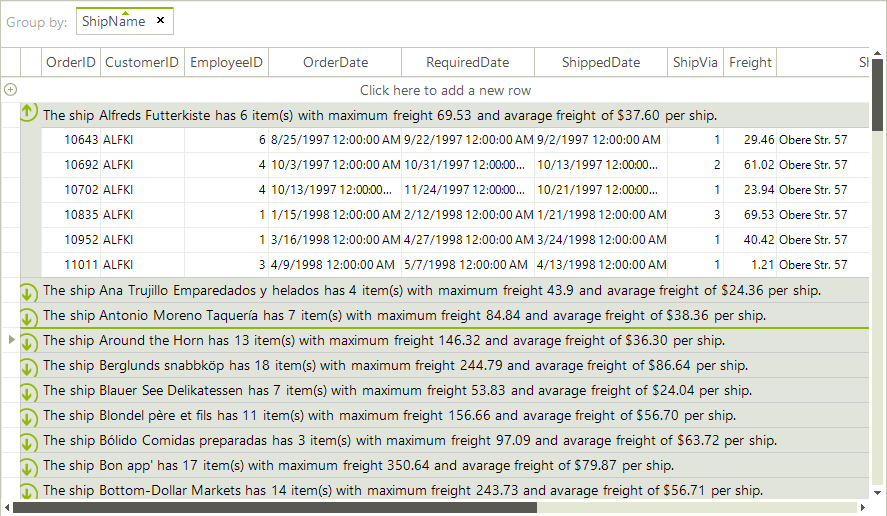 Group by: ShipName ×
OrderID CustomerID EmployeeID OrderDate RequiredDate ShippedDate ShipVia Freight
Click here to add a new row
The ship Alfreds Futterkiste has 6 item(s) with maximum freight 69.53 and avarage freight of $37.60 per ship.
10643 ALFKI 6 8/25/1997 12:00:00 AM 9/22/1997 12:00:00 AM 9/2/1997 12:00:00 AM 1 29.46 Obere Str. 57
10692 ALFKI 4 10/3/1997 12:00:00 AM 10/31/1997 12:00:00... 10/13/1997 12:00:00... 2 61.02 Obere Str. 57
10702 ALFKI 4 10/13/1997 12:00:00... 11/24/1997 12:00:00... 10/21/1997 12:00:00... 1 23.94 Obere Str. 57
10835 ALFKI 1 1/15/1998 12:00:00 AM 2/12/1998 12:00:00 AM 1/21/1998 12:00:00 AM 3 69.53 Obere Str. 57
10952 ALFKI 1 3/16/1998 12:00:00 AM 4/27/1998 12:00:00 AM 3/24/1998 12:00:00 AM 1 40.42 Obere Str. 57
11011 ALFKI 3 4/9/1998 12:00:00 AM 5/7/1998 12:00:00 AM 4/13/1998 12:00:00 AM 1 1.21 Obere Str. 57
The ship Ana Trujillo Emparedados y helados has 4 item(s) with maximum freight 43.9 and avarage freight of $24.36 per ship.
The ship Antonio Moreno Taquería has 7 item(s) with maximum freight 84.84 and avarage freight of $38.36 per ship.
The ship Around the Horn has 13 item(s) with maximum freight 146.32 and avarage freight of $36.30 per ship.
The ship Berglunds snabbköp has 18 item(s) with maximum freight 244.79 and avarage freight of $86.64 per ship.
The ship Blauer See Delikatessen has 7 item(s) with maximum freight 53.83 and avarage freight of $24.04 per ship.
The ship Blondel père et fils has 11 item(s) with maximum freight 156.66 and avarage freight of $56.70 per ship.
The ship Bólido Comidas preparadas has 3 item(s) with maximum freight 97.09 and avarage freight of $63.72 per ship.
The ship Bon app' has 17 item(s) with maximum freight 350.64 and avarage freight of $79.87 per ship.
The ship Bottom-Dollar Markets has 14 item(s) with maximum freight 243.73 and avarage freight of $56.71 per ship.